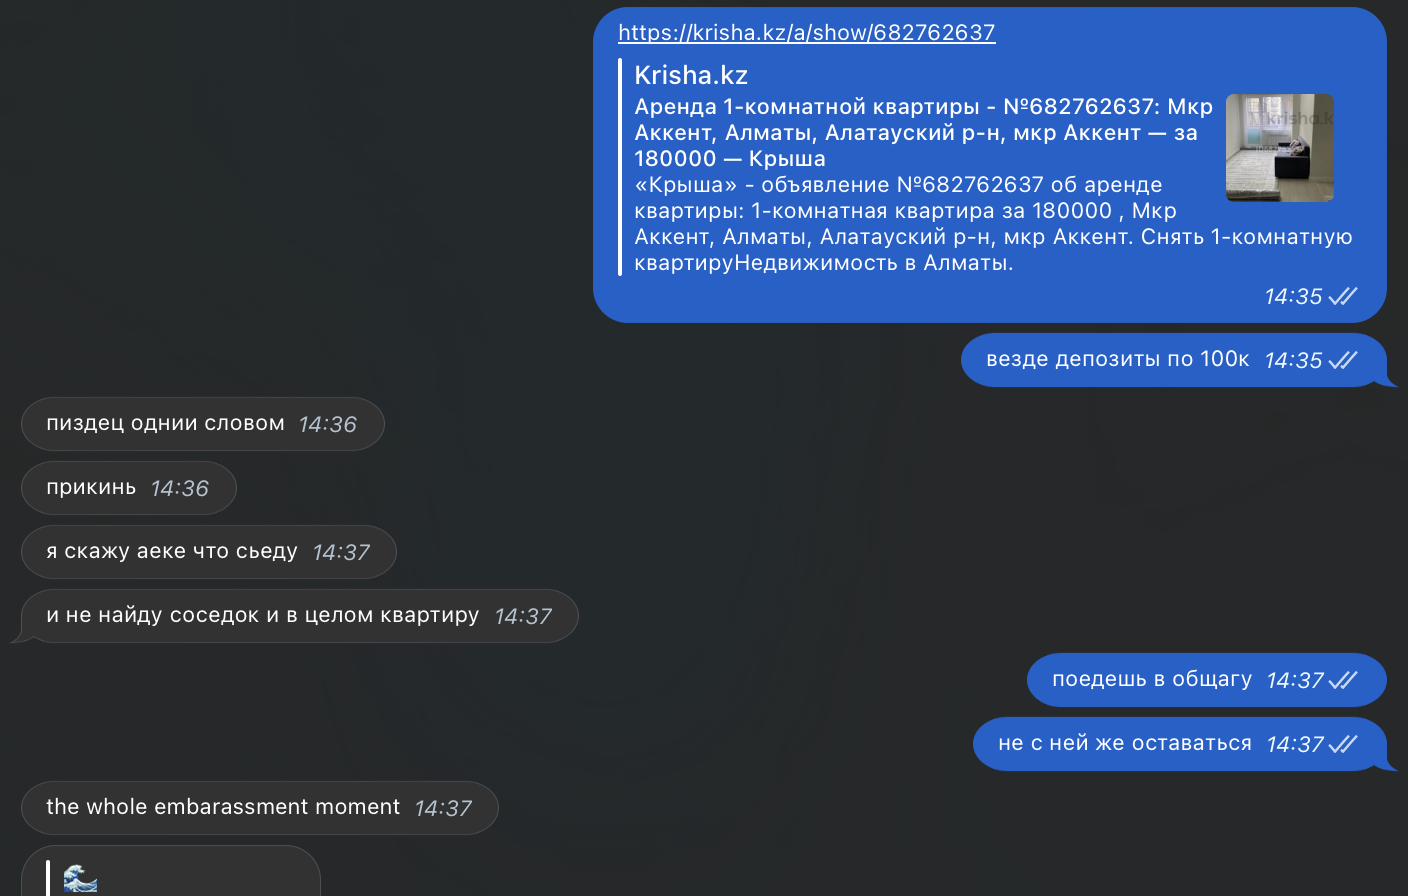 https://krisha.kz/a/show/682762637
Krisha.kz
Аренда 1-комнатной квартиры - №682762637: Мкр
Аккент, Алматы, Алатауский р-н, мкр Аккент — за
180000 — Крыша
«Крыша» - объявление №682762637 об аренде
квартиры: 1-комнатная квартира за 180000 , Мкр
Аккент, Алматы, Алатауский р-н, мкр Аккент. Снять 1-комнатную
квартируНедвижимость в Алматы.
14:35
везде депозиты по 100к 14:35
пиздец однии словом 14:36
прикинь 14:36
я скажу аеке что сьеду 14:37
и не найду соседок и в целом квартиру 14:37
поедешь в общагу 14:37
не с ней же оставаться 14:37
the whole embarassment moment 14:37